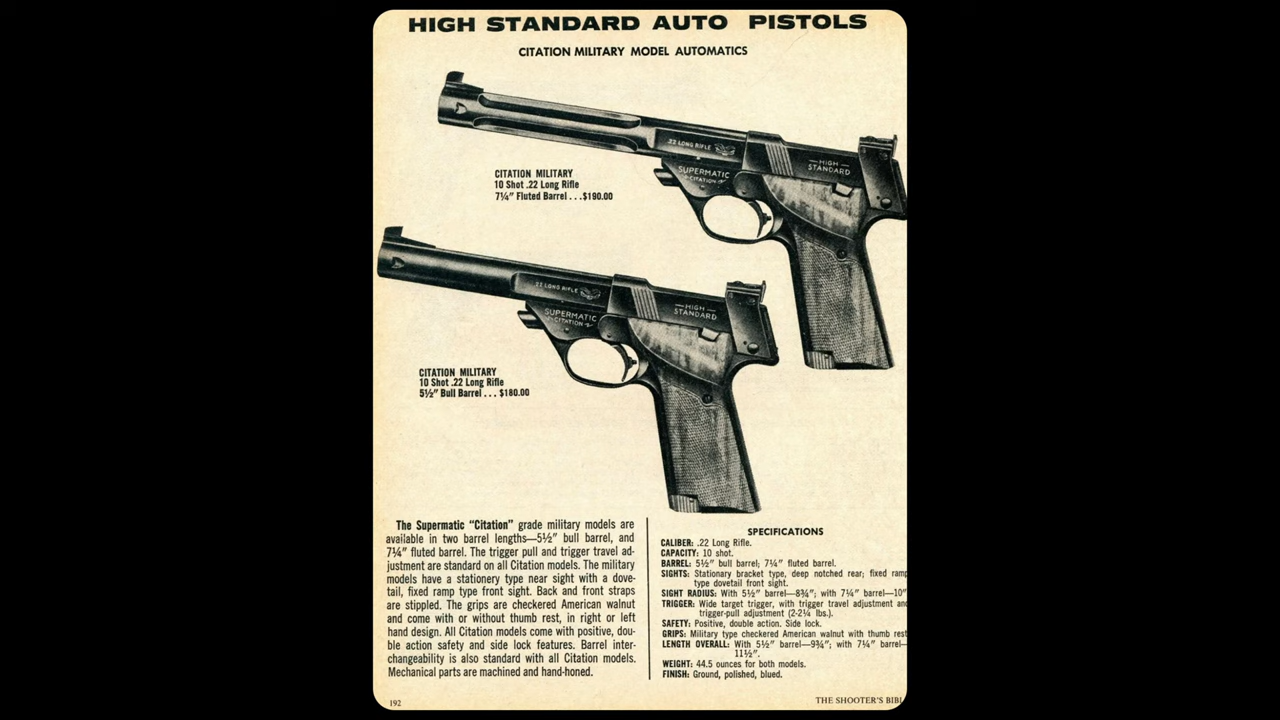 HIGH STANDARD AUTO PISTOLS
CITATION MILITARY MODEL AUTOMATICS
22 LONG RIFLE
HIGH
STANDARD
SUPERMATIC
CITATION
CITATION MILITARY
10 Shot .22 Long Rifle
7¼" Fluted Barrel . . . $190.00
22 LONG RIFLE
HIGH
STANDARD
SUPERMATIC
CITATION
CITATION MILITARY
10 Shot .22 Long Rifle
5½" Bull Barrel . . . $180.00
The Supermatic "Citation" grade military models are
available in two barrel lengths—5½" bull barrel, and
7¼" fluted barrel. The trigger pull and trigger travel ad-
justment are standard on all Citation models. The military
models have a stationery type near sight with a dove-
tail, fixed ramp type front sight. Back and front straps
are stippled. The grips are checkered American walnut
and come with or without thumb rest, in right or left
hand design. All Citation models come with positive, dou-
ble action safety and side lock features. Barrel inter-
changeability is also standard with all Citation models.
Mechanical parts are machined and hand-honed.
SPECIFICATIONS
CALIBER: .22 Long Rifle.
CAPACITY: 10 shot.
BARREL: 5½" bull barrel; 7¼" fluted barrel.
SIGHTS: Stationary bracket type, deep notched rear; fixed ramp
type dovetail front sight.
SIGHT RADIUS: With 5½" barrel—8¾"; with 7¼" barrel—10"
TRIGGER: Wide target trigger, with trigger travel adjustment and
trigger-pull adjustment (2-2¼ lbs.).
SAFETY: Positive, double action. Side lock.
GRIPS: Military type checkered American walnut with thumb rest
LENGTH OVERALL: With 5½" barrel—9¾"; with 7¼" barrel—
11½".
WEIGHT: 44.5 ounces for both models.
FINISH: Ground, polished, blued.
192
THE SHOOTER'S BIBL